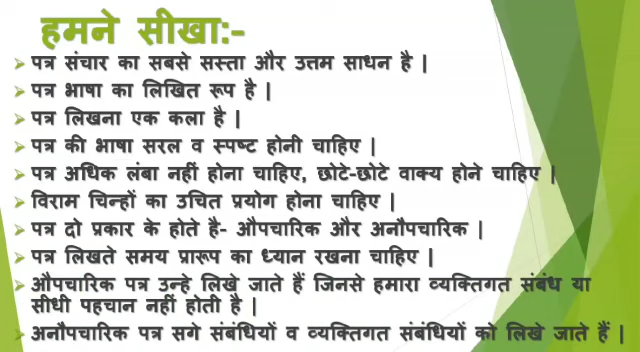 हमने सीखा:-
पत्र संचार का सबसे सस्ता और उत्तम साधन है |
पत्र भाषा का लिखित रूप है |
पत्र लिखना एक कला है |
पत्र की भाषा सरल व स्पष्ट होनी चाहिए |
पत्र अधिक लंबा नहीं होना चाहिए, छोटे-छोटे वाक्य होने चाहिए |
विराम चिन्हों का उचित प्रयोग होना चाहिए |
पत्र दो प्रकार के होते है- औपचारिक और अनौपचारिक |
पत्र लिखते समय प्रारूप का ध्यान रखना चाहिए |
औपचारिक पत्र उन्हे लिखे जाते हैं जिनसे हमारा व्यक्तिगत संबंध या
सीधी पहचान नहीं होती है |
अनौपचारिक पत्र सगे संबंधियों व व्यक्तिगत संबंधियों को लिखे जाते हैं |